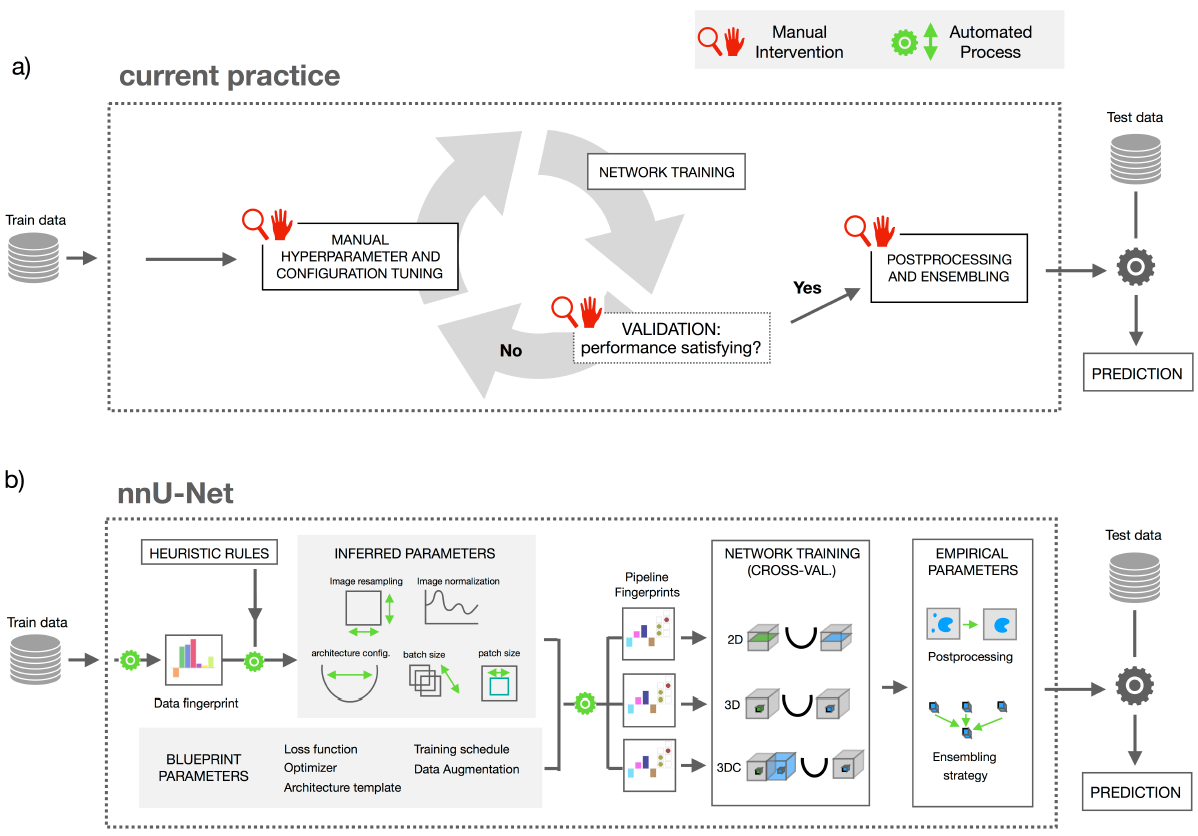 Manual
Intervention
Automated
Process
a)
current practice
Test data
NETWORK TRAINING
Train data
MANUAL
HYPERPARAMETER AND
CONFIGURATION TUNING
POSTPROCESSING
AND ENSEMBLING
Yes
VALIDATION:
performance satisfying?
No
PREDICTION
b)
nnU-Net
HEURISTIC RULES
INFERRED PARAMETERS
Image resampling
Image normalization
architecture config.
batch size
patch size
Train data
Data fingerprint
BLUEPRINT
PARAMETERS
Loss function
Optimizer
Architecture template
Training schedule
Data Augmentation
Pipeline
Fingerprints
NETWORK TRAINING
(CROSS-VAL.)
2D
3D
3DC
EMPIRICAL
PARAMETERS
Postprocessing
Ensembling
strategy
Test data
PREDICTION